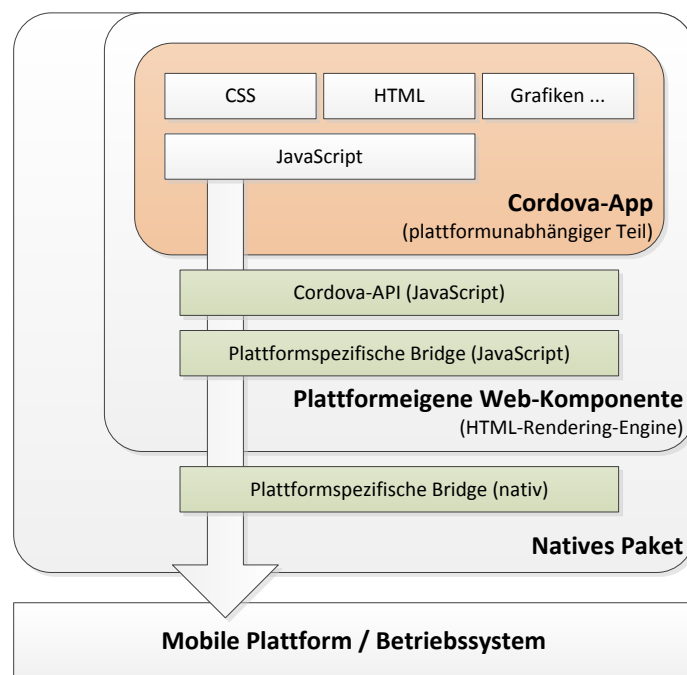 CSS
HTML
Grafiken ...
JavaScript
Cordova-App
(plattformunabhängiger Teil)
Cordova-API (JavaScript)
Plattformspezifische Bridge (JavaScript)
Plattformeigene Web-Komponente
(HTML-Rendering-Engine)
Plattformspezifische Bridge (nativ)
Natives Paket
Mobile Plattform / Betriebssystem